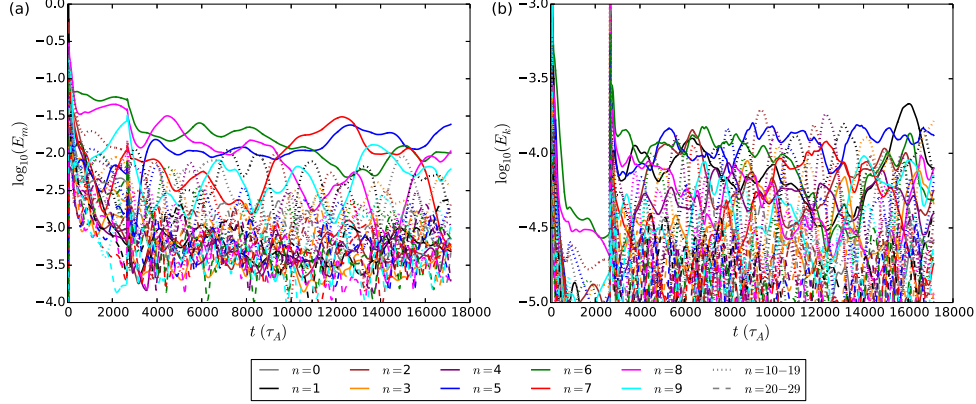 (a)
(b)
0.0
−0.5
−1.0
−1.5
−2.0
−2.5
−3.0
−3.5
−4.0
log₁₀(Eₘ)
0 2000 4000 6000 8000 10000 12000 14000 16000 18000
t (τ_A)
−3.0
−3.5
−4.0
−4.5
−5.0
log₁₀(Eₖ)
0 2000 4000 6000 8000 10000 12000 14000 16000 18000
t (τ_A)
n=0 n=2 n=4 n=6 n=8 n=10−19
n=1 n=3 n=5 n=7 n=9 n=20−29